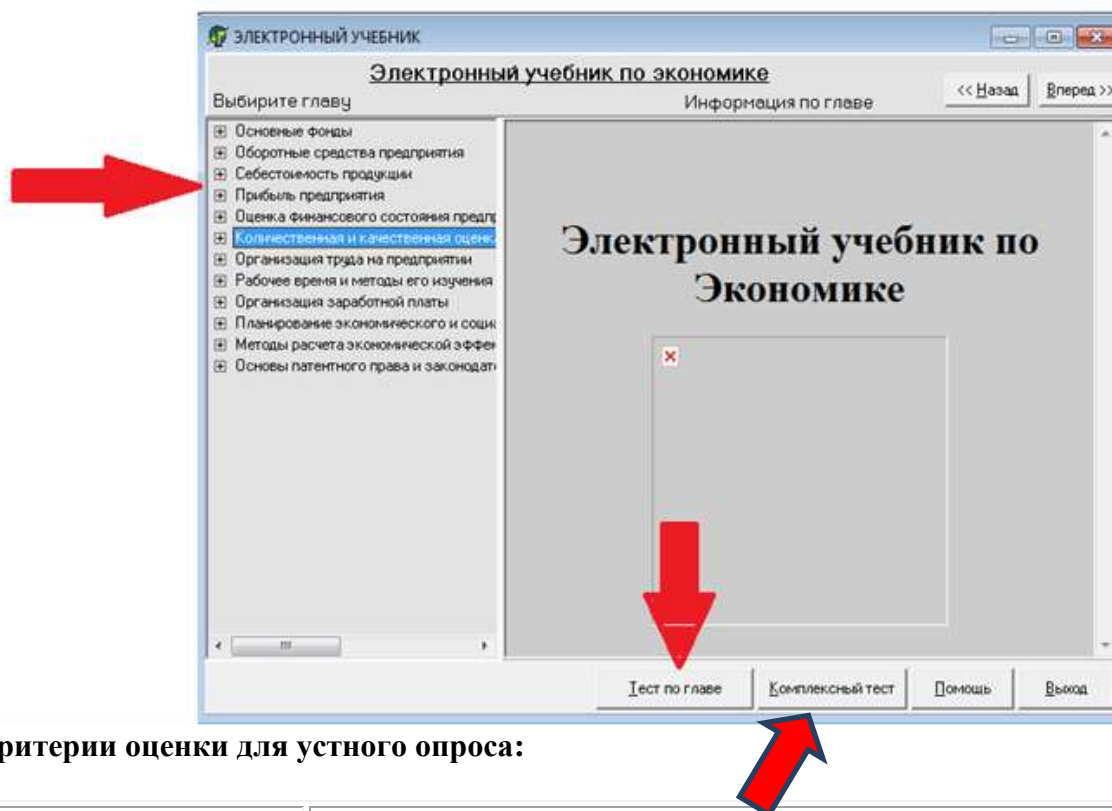 ЭЛЕКТРОННЫЙ УЧЕБНИК
Электронный учебник по экономике
Выбирите главу
Информация по главе
<< Назад
Вперед >>
Основные фонды
Оборотные средства предприятия
Себестоимость продукции
Прибыль предприятия
Оценка финансового состояния предпр
Количественная и качественная оценк
Организация труда на предприятии
Рабочее время и методы его изучения
Организация заработной платы
Планирование экономического и социа
Методы расчета экономической эффек
Основы патентного права и законодате
Электронный учебник по
Экономике
Тест по главе
Комплексный тест
Помощь
Выход
ритерии оценки для устного опроса: